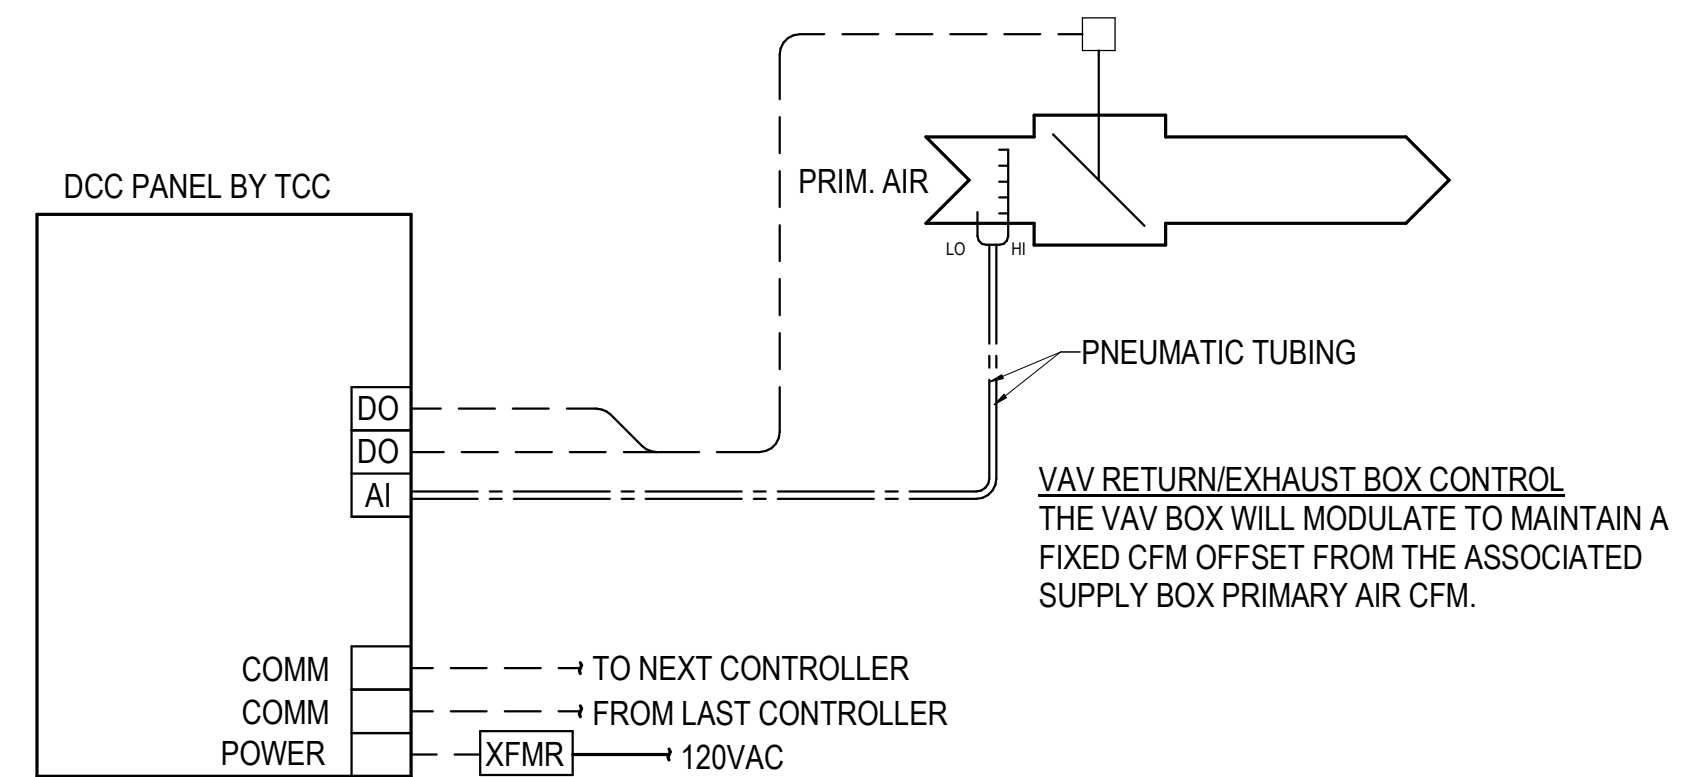 DCC PANEL BY TCC
PRIM. AIR
LO
HI
PNEUMATIC TUBING
DO
DO
AI
VAV RETURN/EXHAUST BOX CONTROL
THE VAV BOX WILL MODULATE TO MAINTAIN A
FIXED CFM OFFSET FROM THE ASSOCIATED
SUPPLY BOX PRIMARY AIR CFM.
COMM
TO NEXT CONTROLLER
COMM
FROM LAST CONTROLLER
POWER
XFMR
120VAC